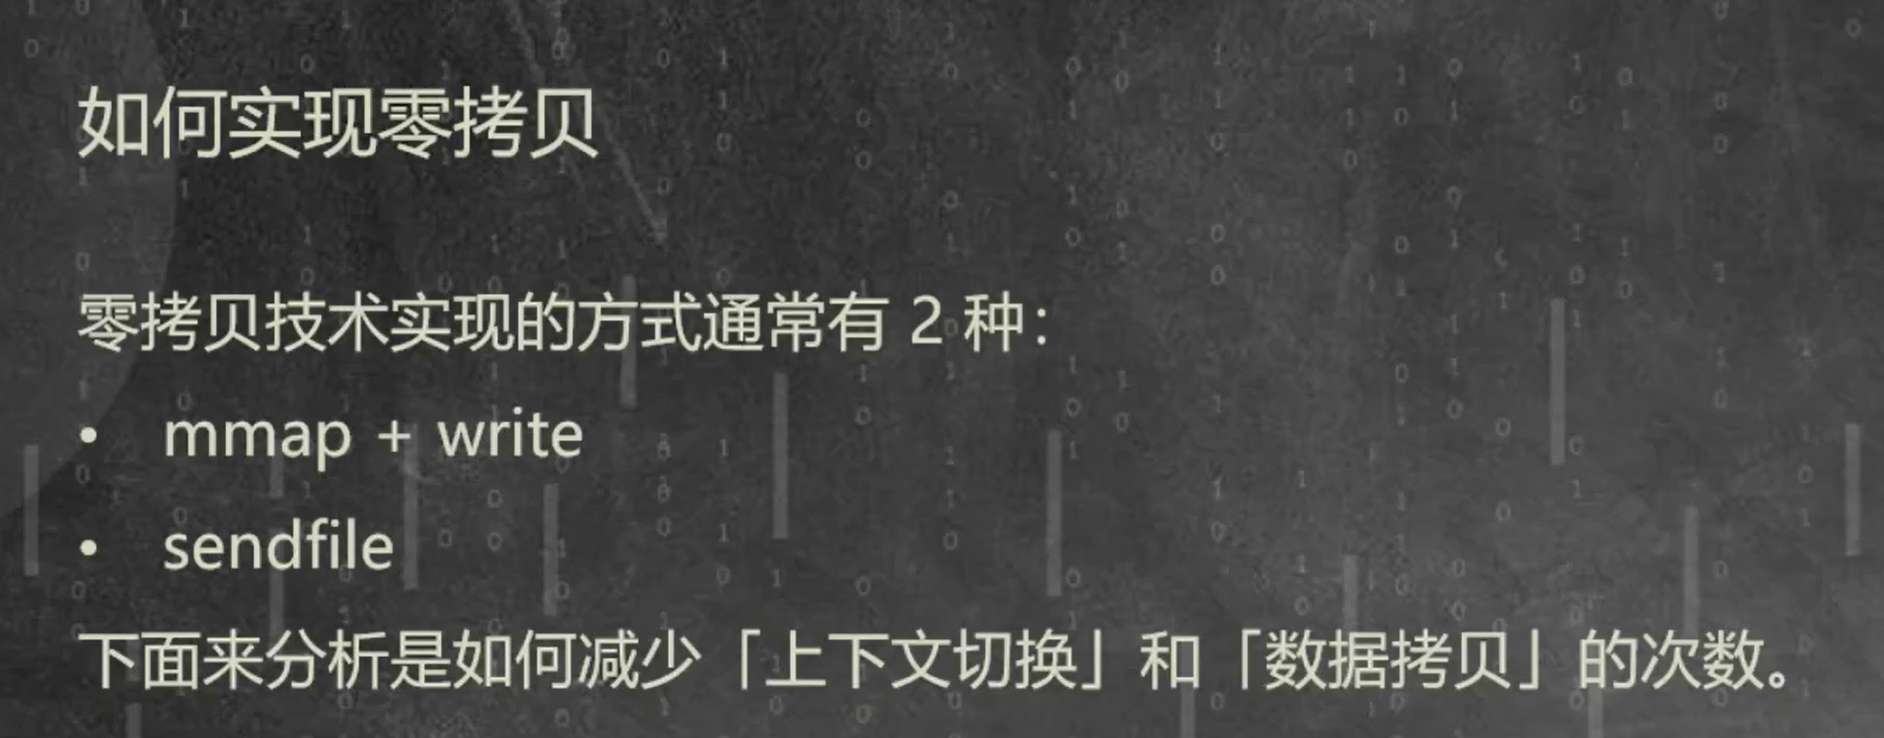 如何实现零拷贝
零拷贝技术实现的方式通常有 2 种：
• mmap + write
• sendfile
下面来分析是如何减少「上下文切换」和「数据拷贝」的次数。